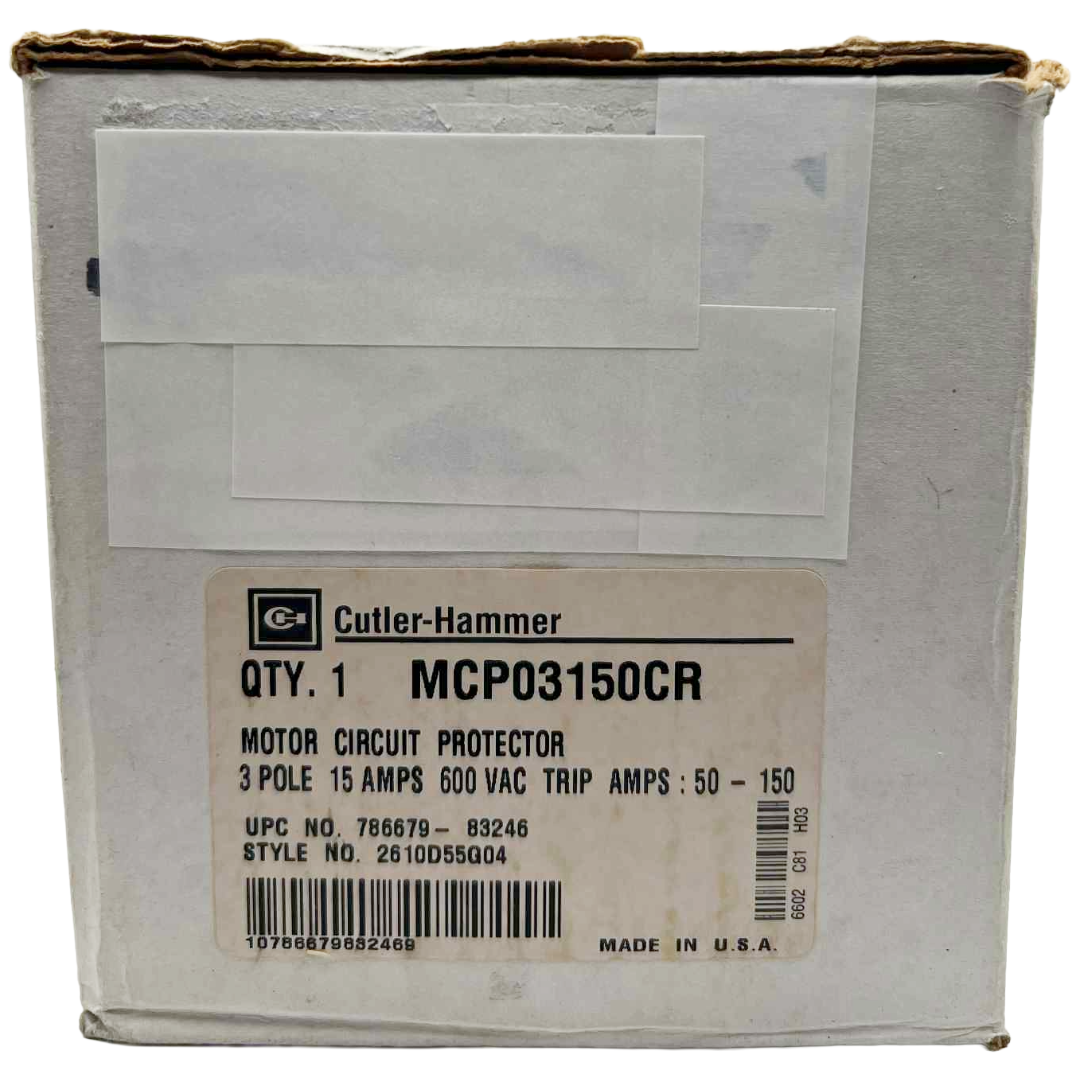 CH Cutler-Hammer
QTY. 1 MCP03150CR
MOTOR CIRCUIT PROTECTOR
3 POLE 15 AMPS 600 VAC TRIP AMPS : 50 - 150
UPC NO. 786679- 83246
STYLE NO. 2610D55G04
10786679832469
MADE IN U.S.A.
6602 C81 H03